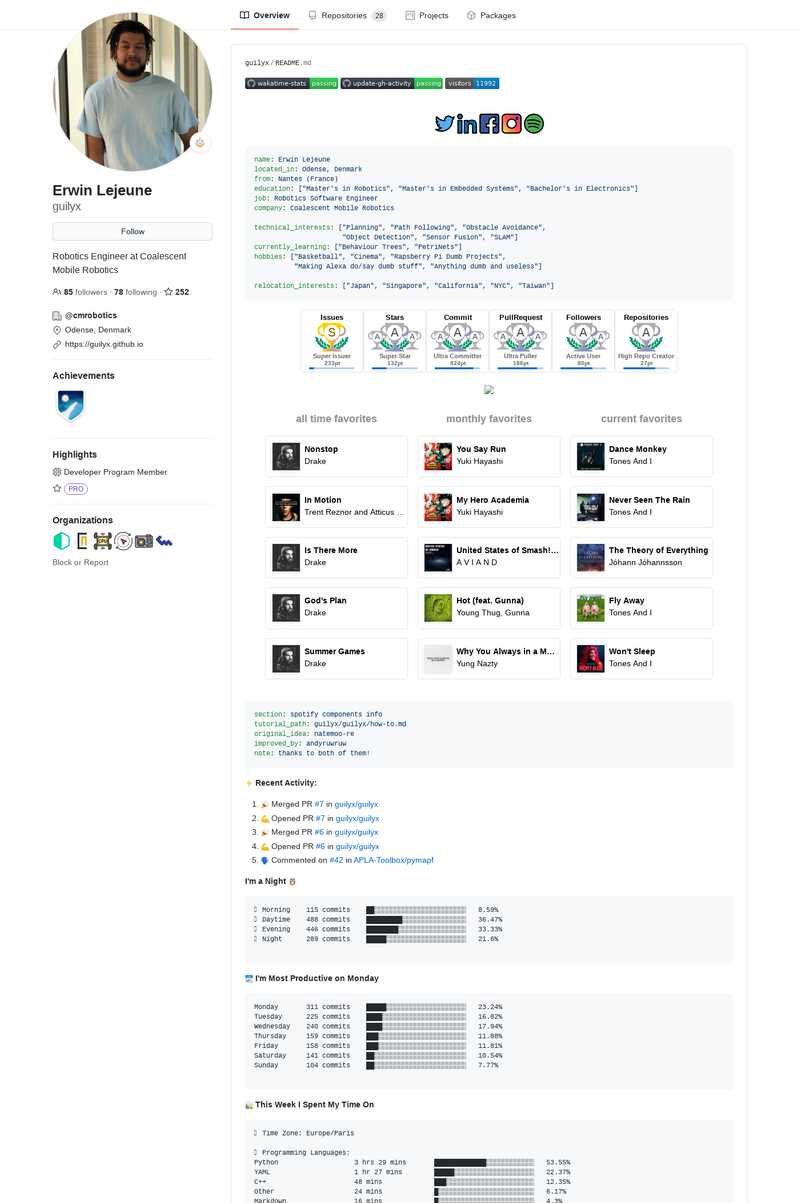 Overview
Repositories 28
Projects
Packages
Erwin Lejeune
guilyx
Follow
Robotics Engineer at Coalescent
Mobile Robotics
85 followers · 78 following · 252
@cmrobotics
Odense, Denmark
https://guilyx.github.io
Achievements
Highlights
Developer Program Member
PRO
Organizations
Block or Report
guilyx/README.md
wakatime-stats passing update-gh-activity passing visitors 11992
name: Erwin Lejeune
located_in: Odense, Denmark
from: Nantes (France)
education: ["Master's in Robotics", "Master's in Embedded Systems", "Bachelor's in Electronics"]
job: Robotics Software Engineer
company: Coalescent Mobile Robotics
technical_interests: ["Planning", "Path Following", "Obstacle Avoidance",
"Object Detection", "Sensor Fusion", "SLAM"]
currently_learning: ["Behaviour Trees", "PetriNets"]
hobbies: ["Basketball", "Cinema", "Rapsberry Pi Dumb Projects",
"Making Alexa do/say dumb stuff", "Anything dumb and useless"]
relocation_interests: ["Japan", "Singapore", "California", "NYC", "Taiwan"]
Issues Stars Commit PullRequest Followers Repositories
S A A A A A A A A
Super Issuer Super Star Ultra Committer Ultra Puller Active User High Repo Creator
233pt 132pt 924pt 27pt
all time favorites monthly favorites current favorites
Nonstop You Say Run Dance Monkey
Drake Yuki Hayashi Tones And I
In Motion My Hero Academia Never Seen The Rain
Trent Reznor and Atticus ... Yuki Hayashi Tones And I
Is There More United States of Smash!... The Theory of Everything
Drake A V I A N D Jóhann Jóhannsson
God's Plan Hot (feat. Gunna) Fly Away
Drake Young Thug, Gunna Tones And I
Summer Games Why You Always in a M... Won't Sleep
Drake Yung Nazty Tones And I
section: spotify components info
tutorial_path: guilyx/guilyx/how-to.md
original_idea: natemoo-re
improved_by: andyruwruw
note: thanks to both of them!
Recent Activity:
1. Merged PR #7 in guilyx/guilyx
2. Opened PR #7 in guilyx/guilyx
3. Merged PR #6 in guilyx/guilyx
4. Opened PR #6 in guilyx/guilyx
5. Commented on #42 in APLA-Toolbox/pymapf
I'm a Night
Morning 115 commits 8.59%
Daytime 488 commits 36.47%
Evening 446 commits 33.33%
Night 289 commits 21.6%
I'm Most Productive on Monday
Monday 311 commits 23.24%
Tuesday 225 commits 16.82%
Wednesday 240 commits 17.94%
Thursday 159 commits 11.88%
Friday 158 commits 11.81%
Saturday 141 commits 10.54%
Sunday 104 commits 7.77%
This Week I Spent My Time On
Time Zone: Europe/Paris
Programming Languages:
Python 3 hrs 29 mins 53.55%
YAML 1 hr 27 mins 22.37%
C++ 48 mins 12.35%
Other 24 mins 6.17%
Markdown 16 mins 4.3%